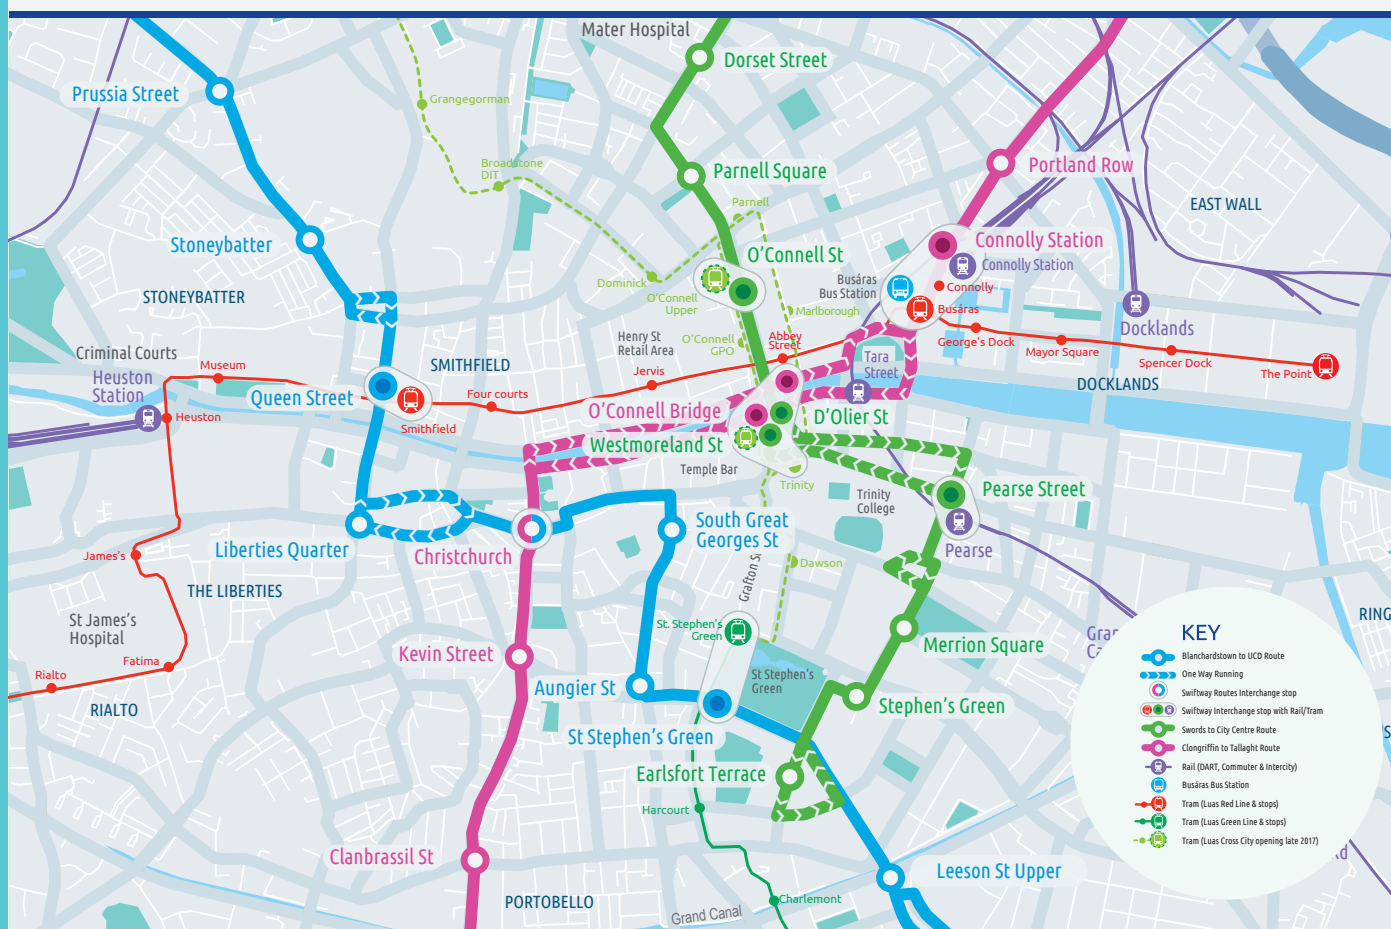 Mater Hospital
Dorset Street
Prussia Street
Grangegorman
Broadstone
DIT
Parnell Square
Portland Row
Parnell
EAST WALL
Stoneybatter
O'Connell St
Connolly Station
Connolly Station
Dominick
Busáras
Bus Station
Connolly
STONEYBATTER
O'Connell
Upper
Marlborough
Busáras
Docklands
Henry St
Retail Area
O'Connell
GPO
Abbey
Street
George's Dock
Mayor Square
Criminal Courts
Museum
SMITHFIELD
Tara
Street
Spencer Dock
The Point
Heuston
Station
Jervis
DOCKLANDS
Queen Street
Four courts
Heuston
O'Connell Bridge
D'Olier St
Smithfield
Westmoreland St
Temple Bar
Trinity
Trinity
College
Pearse Street
South Great
Georges St
Liberties Quarter
Christchurch
Pearse
James's
Grafton S
Dawson
THE LIBERTIES
St James's
Hospital
St. Stephen's
Green
Merrion Square
RING
Gra
Ca
KEY
Kevin Street
Fatima
Rialto
Aungier St
St Stephen's
Green
Stephen's Green
RIALTO
St Stephen's Green
Earlsfort Terrace
Harcourt
Clanbrassil St
Leeson St Upper
PORTOBELLO
Charlemont
Grand Canal
Blanchardstown to UCD Route
One Way Running
Swiftway Routes Interchange stop
Swiftway Interchange stop with Rail/Tram
Swords to City Centre Route
Clongriffin to Tallaght Route
Rail (DART, Commuter & Intercity)
Busáras Bus Station
Tram (Luas Red Line & stops)
Tram (Luas Green Line & stops)
Tram (Luas Cross City opening late 2017)